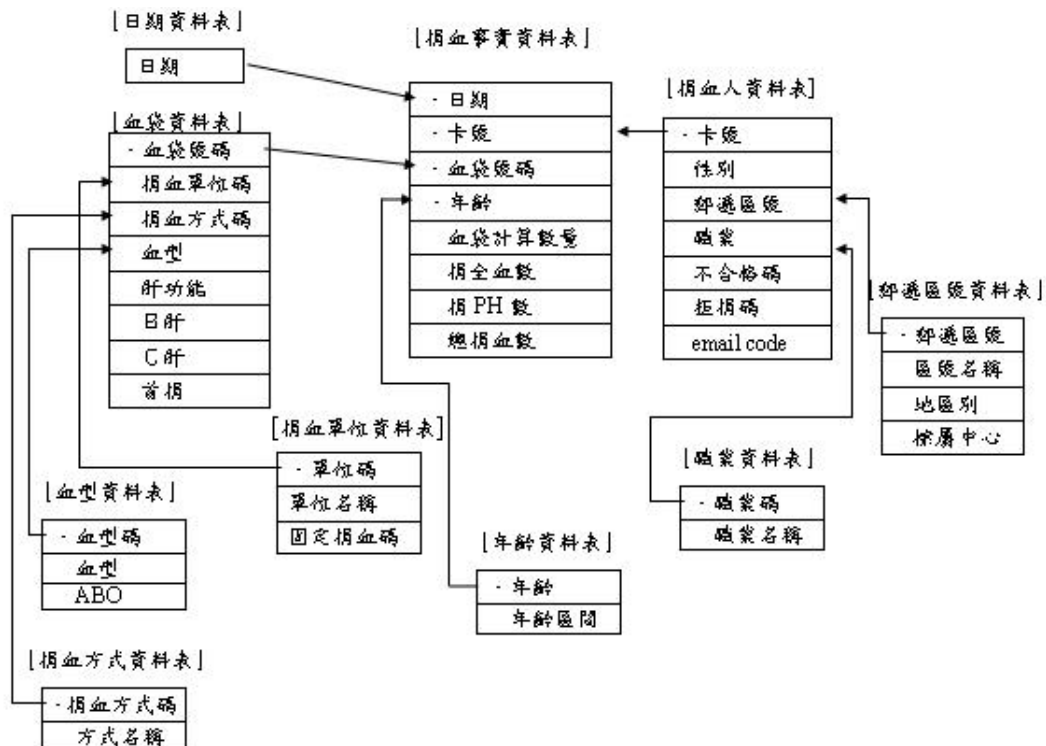 [日期資料表]
日期
[捐血事實資料表]
· 日期
· 卡號
· 血袋號碼
· 年齡
血袋計算數量
捐全血數
捐 PH 數
總捐血數
[捐血人資料表]
· 卡號
性別
郵遞區號
職業
不合格碼
拒捐碼
email code
[血袋資料表]
· 血袋號碼
捐血單位碼
捐血方式碼
血型
肝功能
B肝
C肝
首捐
[郵遞區號資料表]
· 郵遞區號
區號名稱
地區別
隸屬中心
[捐血單位資料表]
· 單位碼
單位名稱
固定捐血碼
[職業資料表]
· 職業碼
職業名稱
[血型資料表]
· 血型碼
血型
ABO
[年齡資料表]
· 年齡
年齡區間
[捐血方式資料表]
· 捐血方式碼
方式名稱